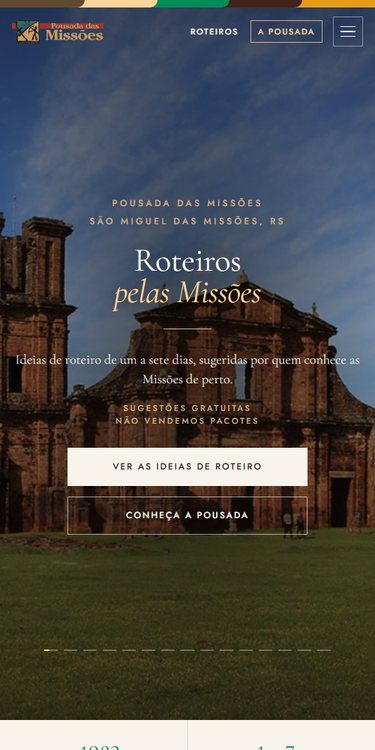 Pousada das
Missões
ROTEIROS
A POUSADA
POUSADA DAS MISSÕES
SÃO MIGUEL DAS MISSÕES, RS
Roteiros
pelas Missões
Ideias de roteiro de um a sete dias, sugeridas por quem conhece as
Missões de perto.
SUGESTÕES GRATUITAS
NÃO VENDEMOS PACOTES
VER AS IDEIAS DE ROTEIRO
CONHEÇA A POUSADA